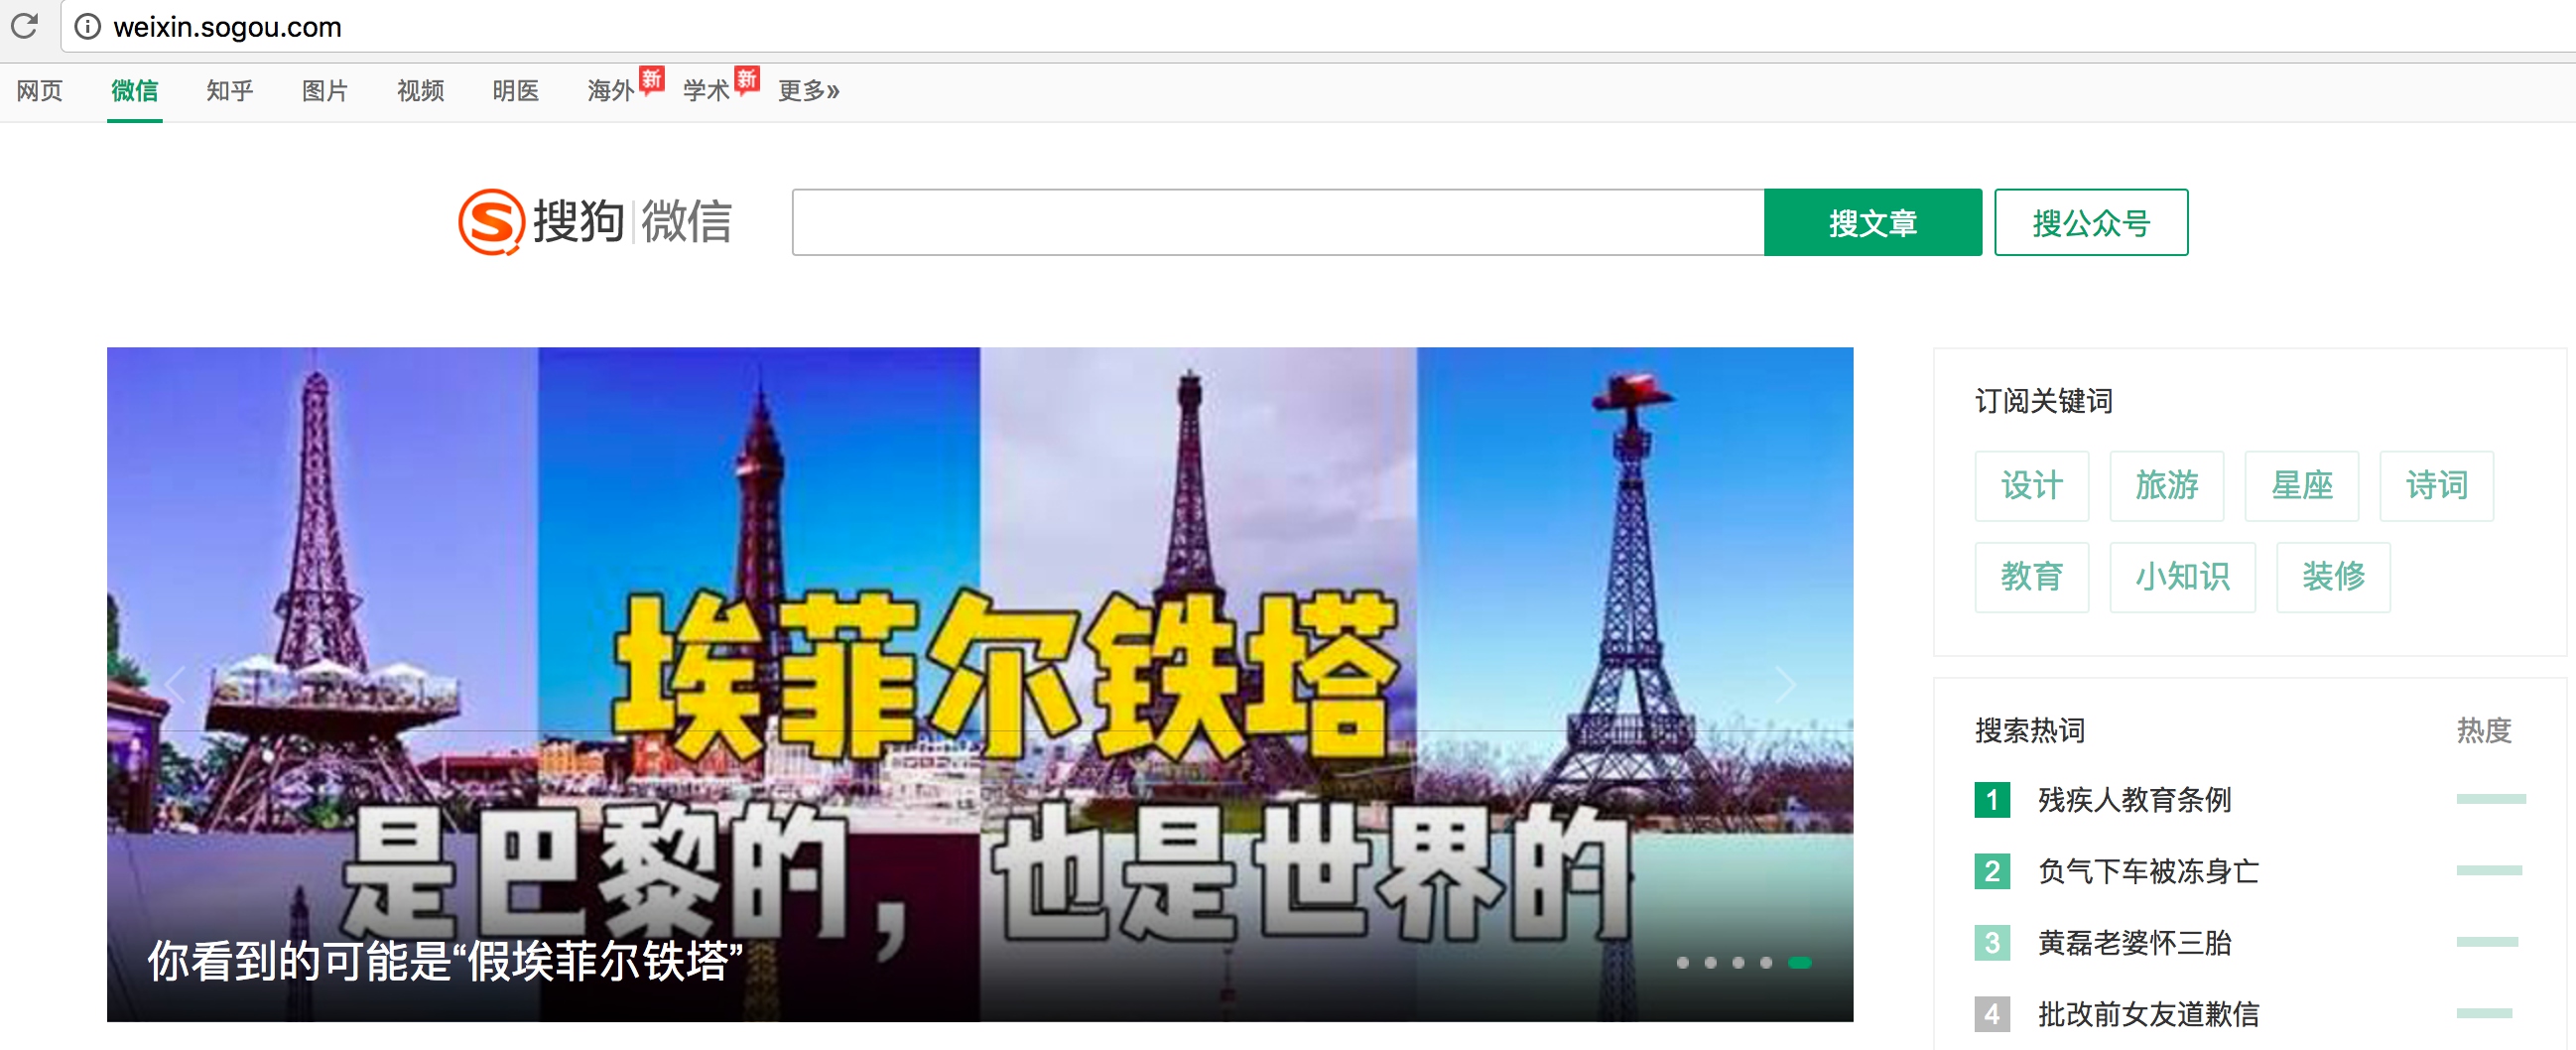 weixin.sogou.com
网页 微信 知乎 图片 视频 明医 海外 新 学术 新 更多»
搜狗 微信 搜文章 搜公众号
埃菲尔铁塔
是巴黎的，也是世界的
你看到的可能是“假埃菲尔铁塔”
订阅关键词
设计 旅游 星座 诗词
教育 小知识 装修
搜索热词 热度
1 残疾人教育条例
2 负气下车被冻身亡
3 黄磊老婆怀三胎
4 批改前女友道歉信